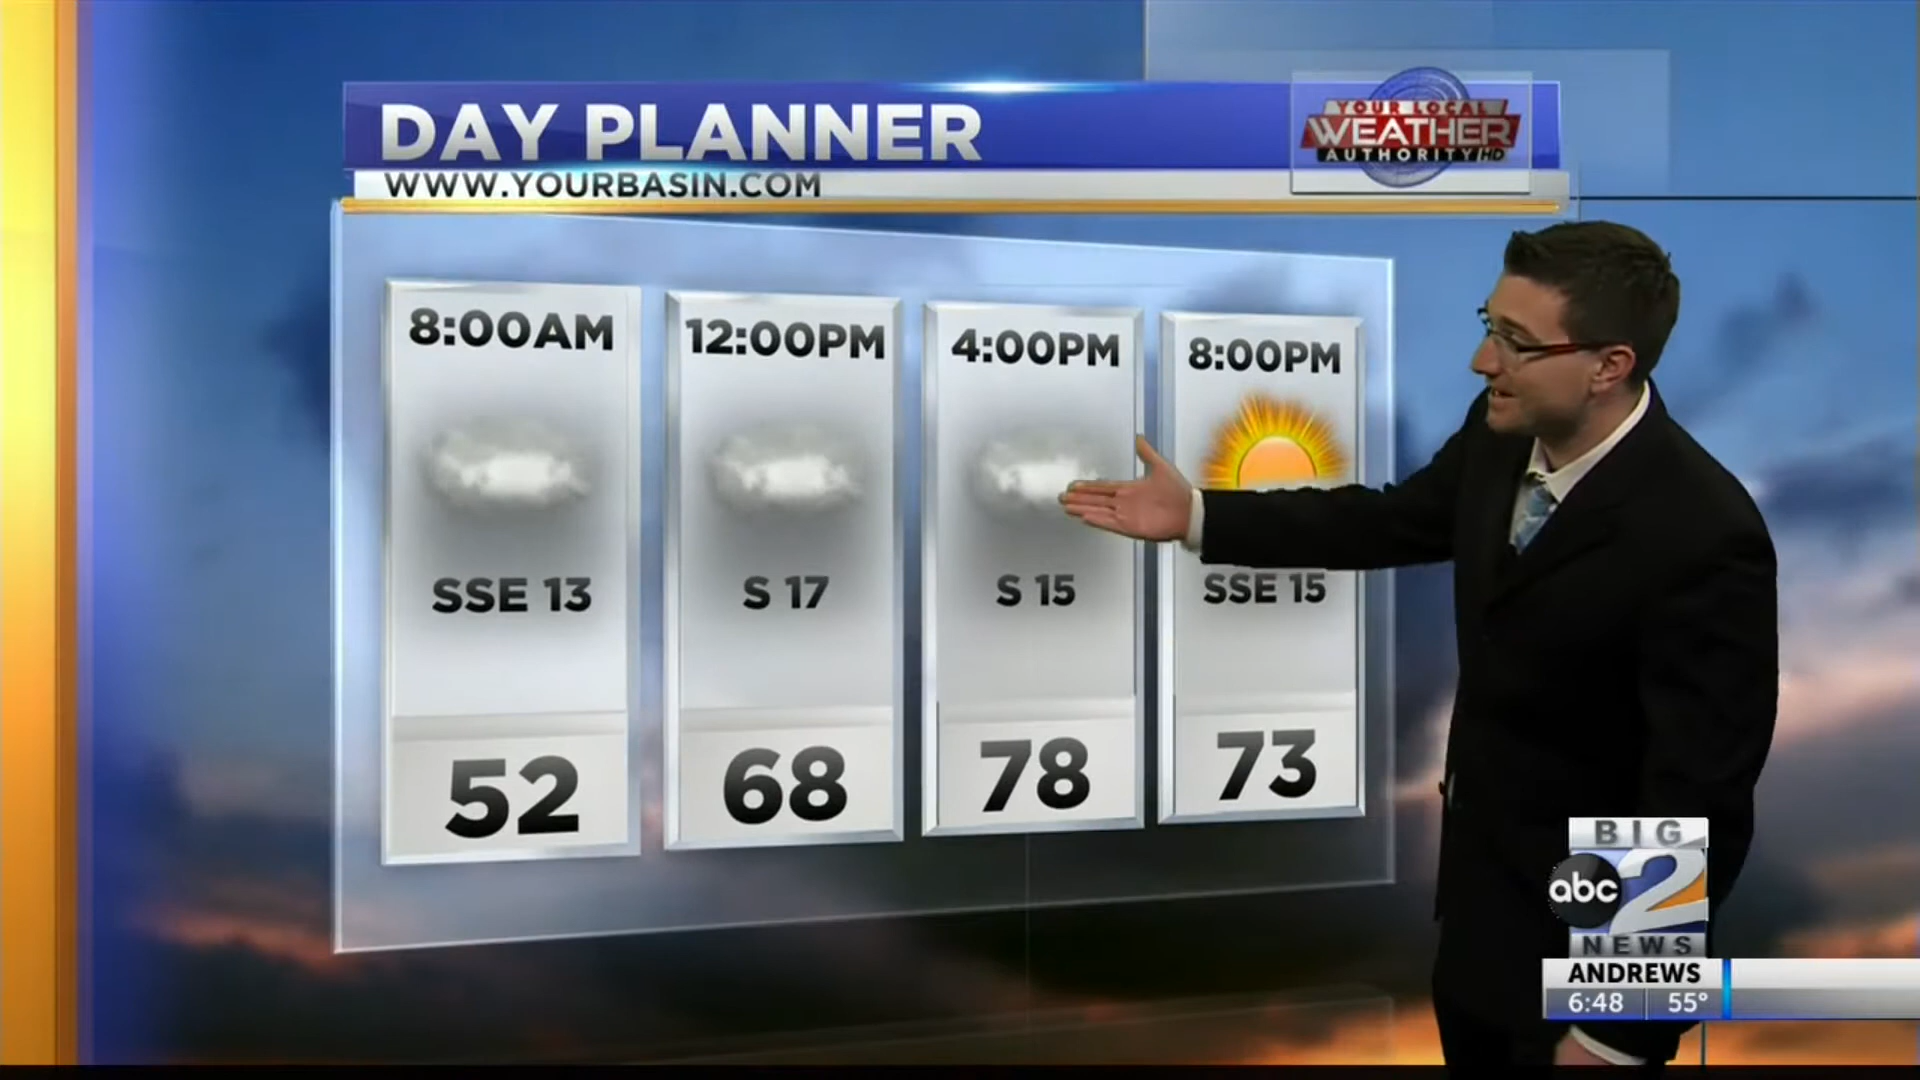 DAY PLANNER
WWW.YOURBASIN.COM
YOUR LOCAL
WEATHER
AUTHORITY HD
8:00AM
12:00PM
4:00PM
8:00PM
SSE 13
S 17
S 15
SSE 15
52
68
78
73
BIG
abc 2
NEWS
ANDREWS
6:48 55°